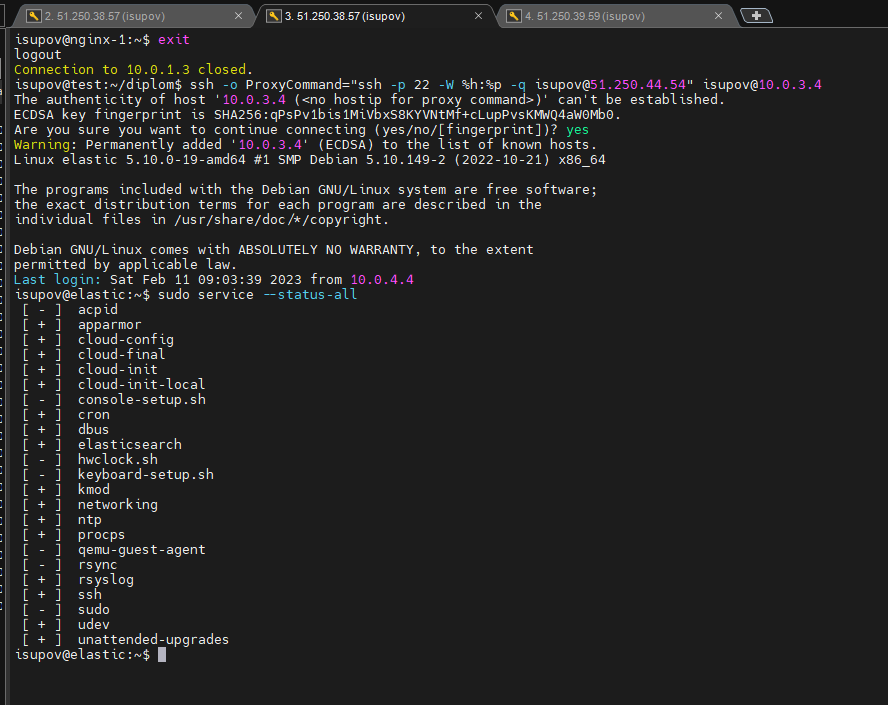 2. 51.250.38.57 (isupov)
3. 51.250.38.57 (isupov)
4. 51.250.39.59 (isupov)
isupov@nginx-1:~$ exit
logout
Connection to 10.0.1.3 closed.
isupov@test:~/diplom$ ssh -o ProxyCommand="ssh -p 22 -W %h:%p -q isupov@51.250.44.54" isupov@10.0.3.4
The authenticity of host '10.0.3.4 (<no hostip for proxy command>)' can't be established.
ECDSA key fingerprint is SHA256:qPsPv1bis1MiVbxS8KYVNtMf+cLupPvsKMWQ4aW0Mb0.
Are you sure you want to continue connecting (yes/no/[fingerprint])? yes
Warning: Permanently added '10.0.3.4' (ECDSA) to the list of known hosts.
Linux elastic 5.10.0-19-amd64 #1 SMP Debian 5.10.149-2 (2022-10-21) x86_64

The programs included with the Debian GNU/Linux system are free software;
the exact distribution terms for each program are described in the
individual files in /usr/share/doc/*/copyright.

Debian GNU/Linux comes with ABSOLUTELY NO WARRANTY, to the extent
permitted by applicable law.
Last login: Sat Feb 11 09:03:39 2023 from 10.0.4.4
isupov@elastic:~$ sudo service --status-all
[ - ]  acpid
[ + ]  apparmor
[ + ]  cloud-config
[ + ]  cloud-final
[ + ]  cloud-init
[ + ]  cloud-init-local
[ - ]  console-setup.sh
[ + ]  cron
[ + ]  dbus
[ + ]  elasticsearch
[ - ]  hwclock.sh
[ - ]  keyboard-setup.sh
[ + ]  kmod
[ + ]  networking
[ + ]  ntp
[ + ]  procps
[ - ]  qemu-guest-agent
[ - ]  rsync
[ + ]  rsyslog
[ + ]  ssh
[ - ]  sudo
[ + ]  udev
[ + ]  unattended-upgrades
isupov@elastic:~$